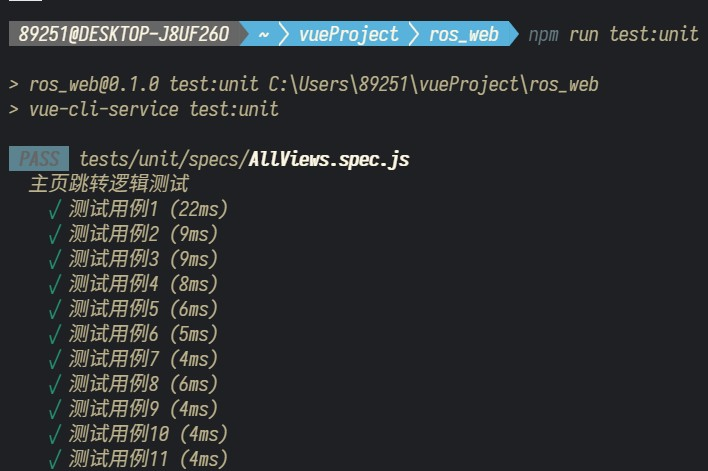 89251@DESKTOP-J8UF26O ~ vueProject ros_web npm run test:unit
> ros_web@0.1.0 test:unit C:\Users\89251\vueProject\ros_web
> vue-cli-service test:unit
PASS tests/unit/specs/AllViews.spec.js
主页跳转逻辑测试
√ 测试用例1 (22ms)
√ 测试用例2 (9ms)
√ 测试用例3 (9ms)
√ 测试用例4 (8ms)
√ 测试用例5 (6ms)
√ 测试用例6 (5ms)
√ 测试用例7 (4ms)
√ 测试用例8 (6ms)
√ 测试用例9 (4ms)
√ 测试用例10 (4ms)
√ 测试用例11 (4ms)